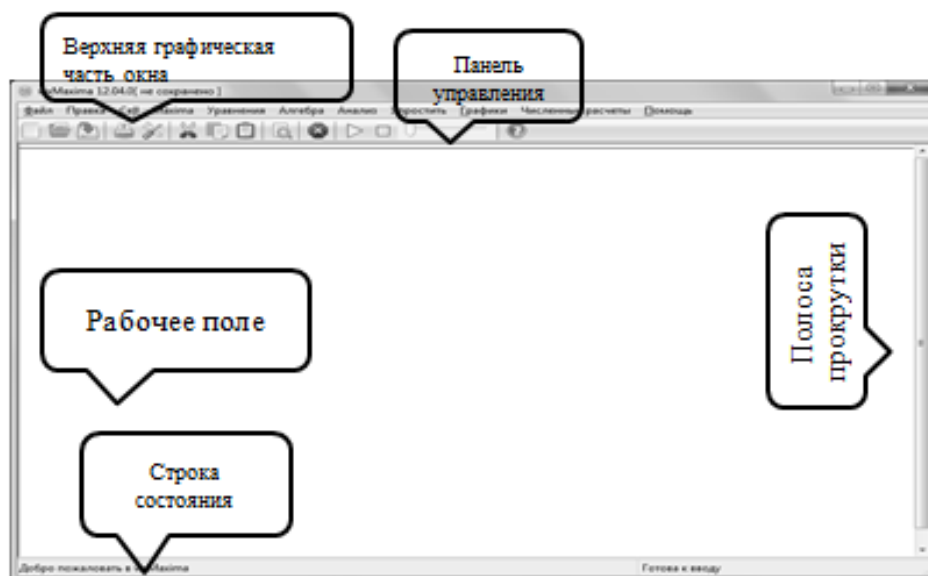 Верхняя графическая
часть окна
Панель
управления
wxMaxima 12.04.0[ не сохранено ]
Файл Правка Cell Maxima Уравнения Алгебра Анализ Упростить Графики Численные расчеты Помощь
Рабочее поле
Полоса
прокрутки
Строка
состояния
Добро пожаловать в wxMaxima
Готова к вводу